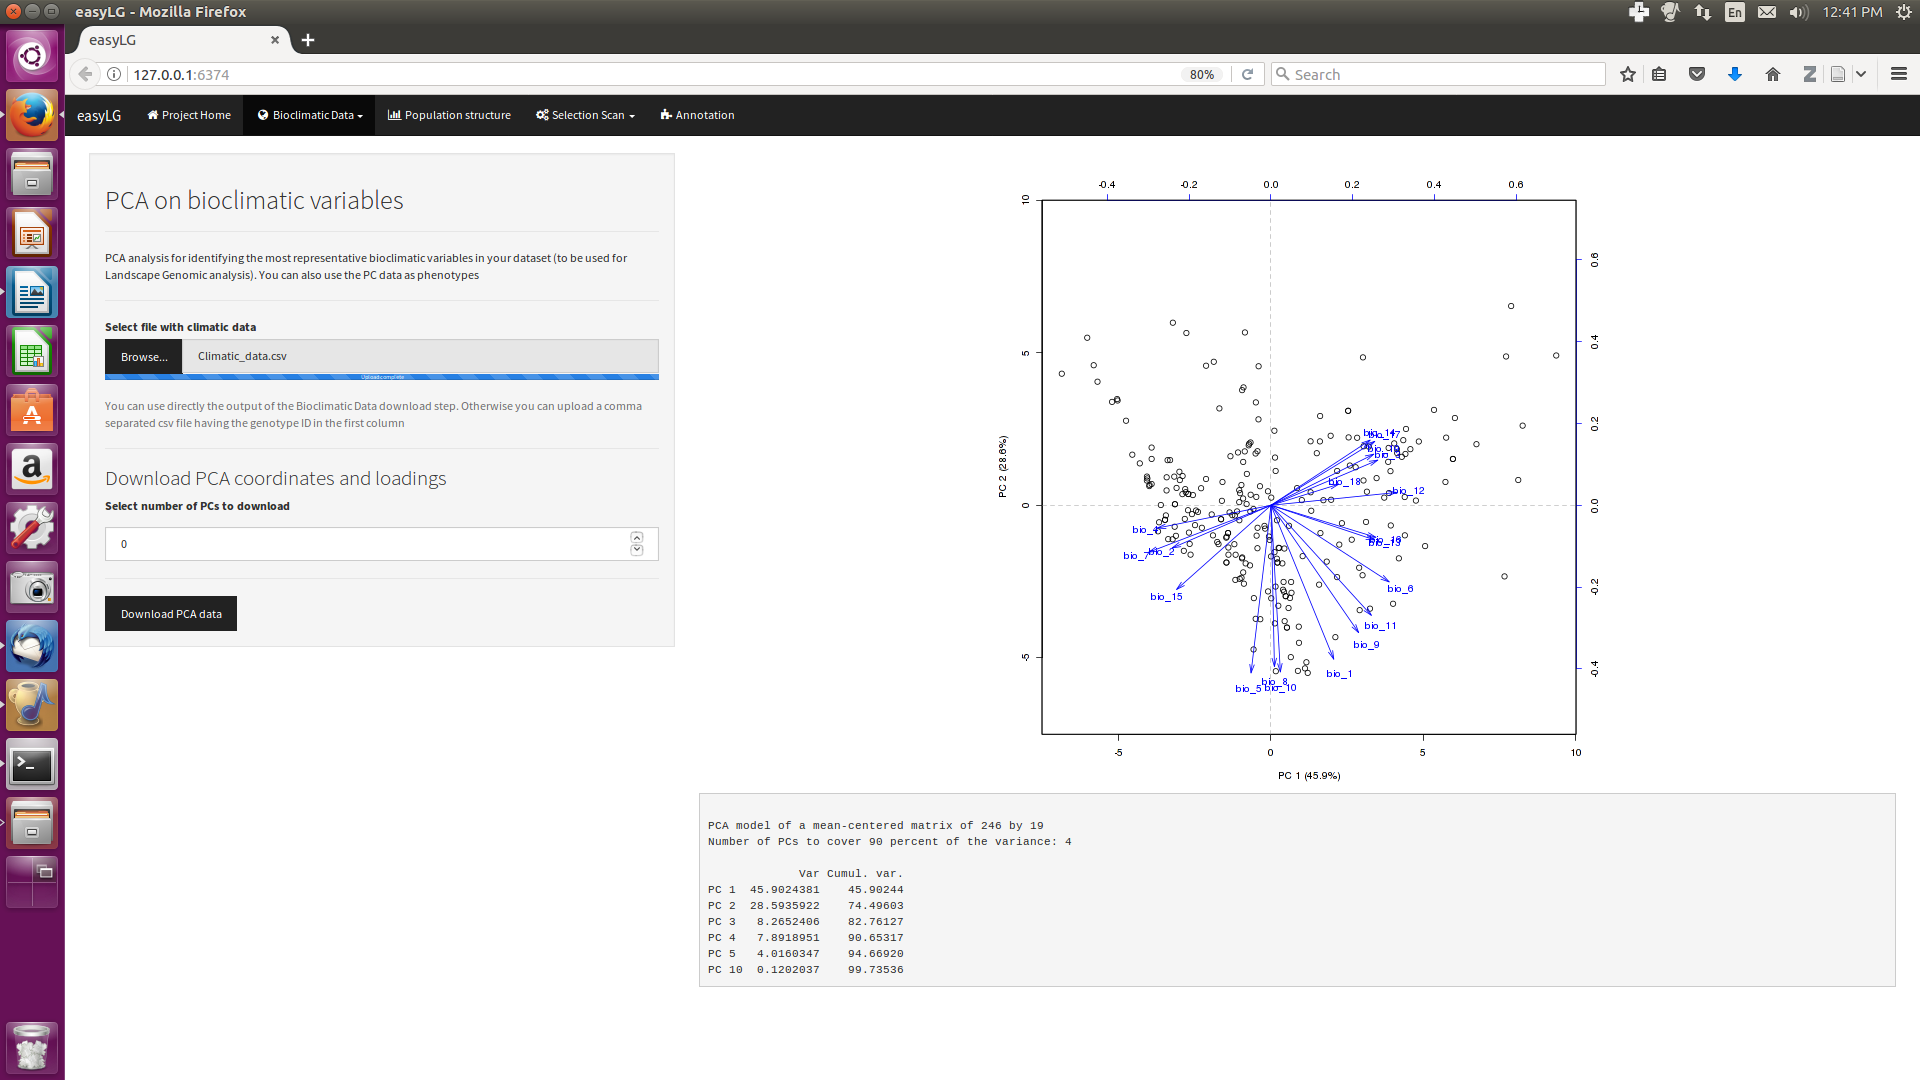 easyLG - Mozilla Firefox
En
12:41 PM
easyLG
127.0.0.1:6374
80%
Search
easyLG
Project Home
Bioclimatic Data
Population structure
Selection Scan
Annotation
PCA on bioclimatic variables
PCA analysis for identifying the most representative bioclimatic variables in your dataset (to be used for
Landscape Genomic analysis). You can also use the PC data as phenotypes
Select file with climatic data
Browse...
Climatic_data.csv
Upload complete
You can use directly the output of the Bioclimatic Data download step. Otherwise you can upload a comma
separated csv file having the genotype ID in the first column
Download PCA coordinates and loadings
Select number of PCs to download
0
Download PCA data
-0.4 -0.2 0.0 0.2 0.4 0.6
10
5
0
-5
PC 2 (28.6%)
0.6
0.4
0.2
0.0
-0.2
-0.4
bio_14
bio_17
bio_18
bio_12
bio_4
bio_7
bio_2
bio_13
bio_15
bio_6
bio_11
bio_9
bio_1
bio_8
bio_5
bio_10
-5 0 5 10
PC 1 (45.9%)
PCA model of a mean-centered matrix of 246 by 19
Number of PCs to cover 90 percent of the variance: 4
Var Cumul. var.
PC 1 45.9024381 45.90244
PC 2 28.5935922 74.49603
PC 3 8.2652406 82.76127
PC 4 7.8918951 90.65317
PC 5 4.0160347 94.66920
PC 10 0.1202037 99.73536